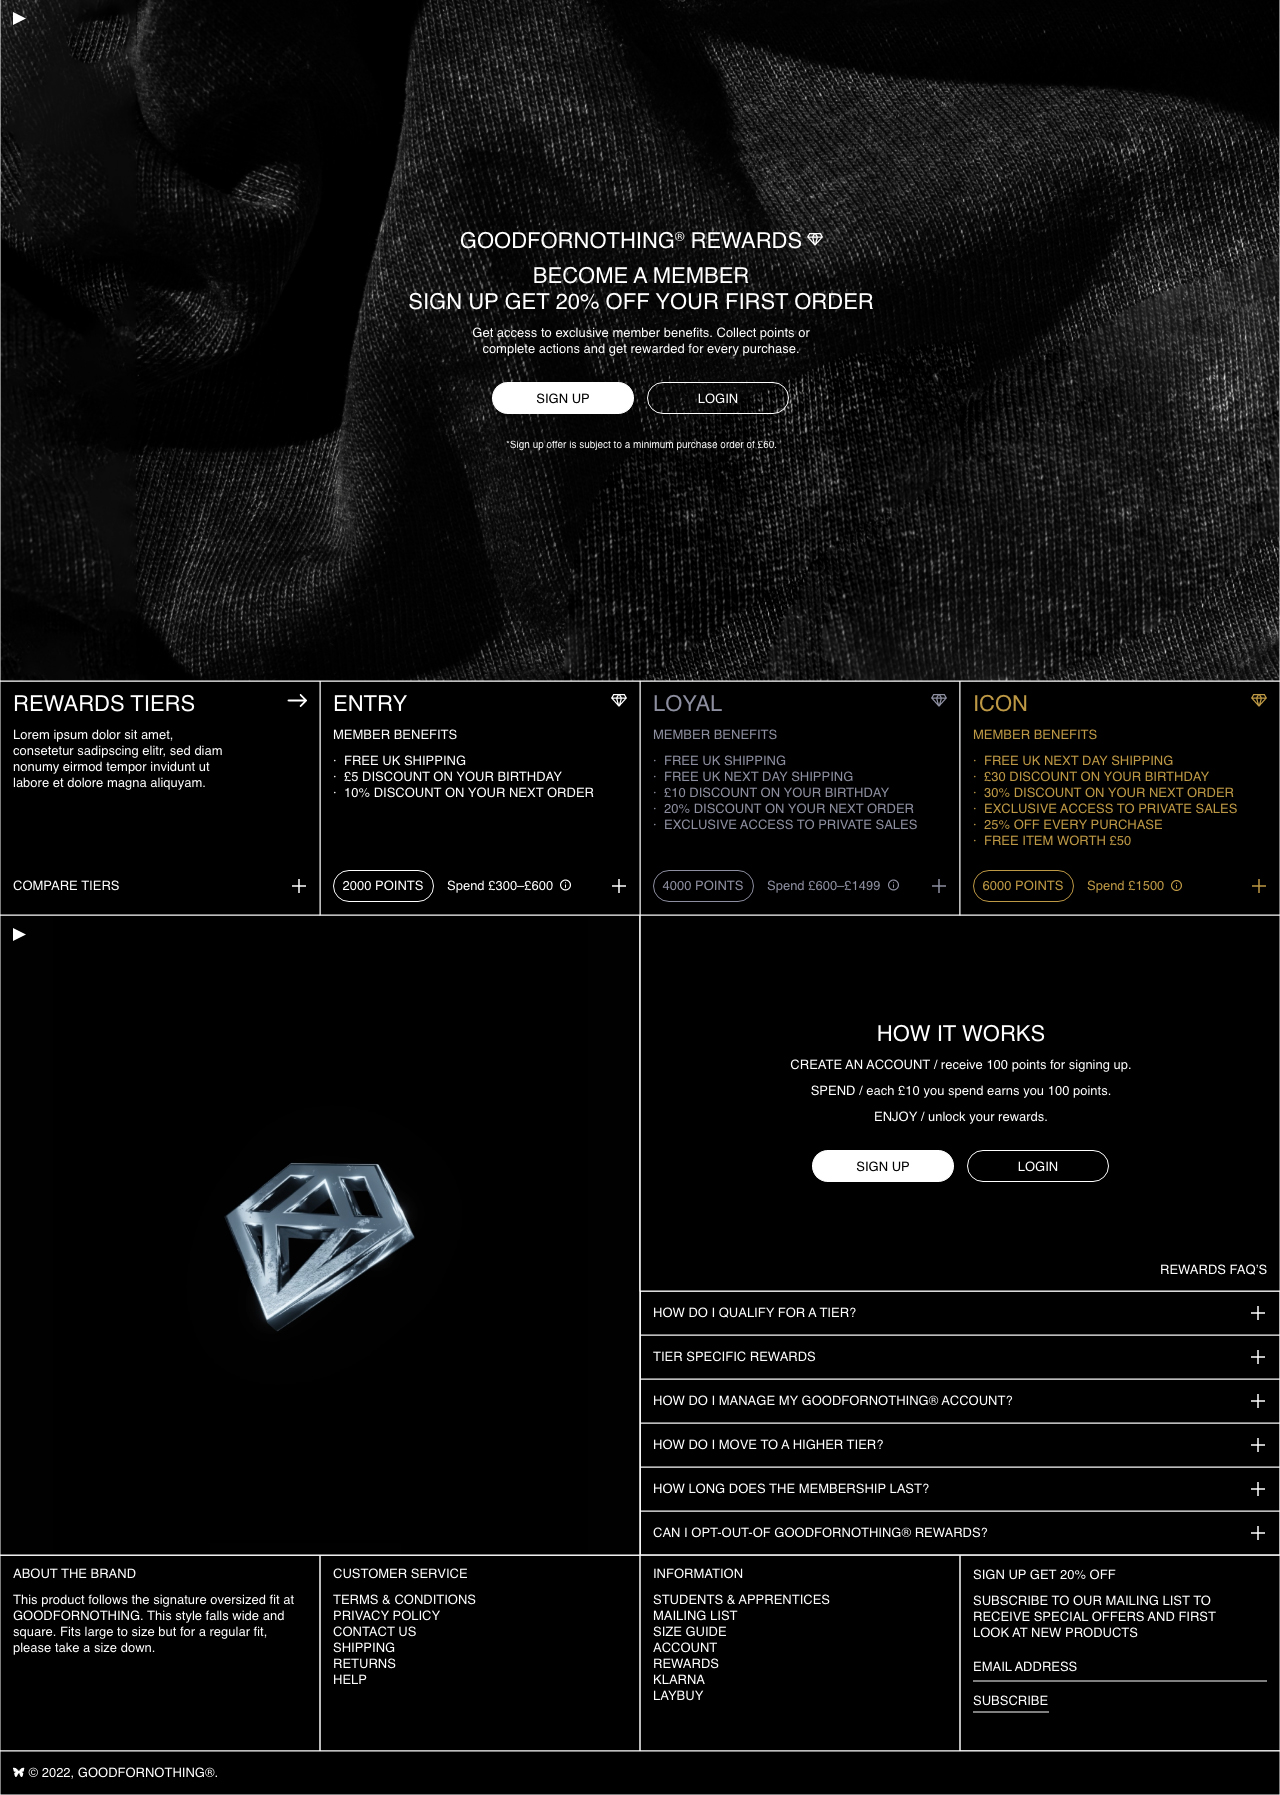 GOODFORNOTHING® REWARDS
BECOME A MEMBER
SIGN UP GET 20% OFF YOUR FIRST ORDER
Get access to exclusive member benefits. Collect points or
complete actions and get rewarded for every purchase.
SIGN UP
LOGIN
*Sign up offer is subject to a minimum purchase order of £60.
REWARDS TIERS
Lorem ipsum dolor sit amet,
consetetur sadipscing elitr, sed diam
nonumy eirmod tempor invidunt ut
labore et dolore magna aliquyam.
COMPARE TIERS
ENTRY
MEMBER BENEFITS
· FREE UK SHIPPING
· £5 DISCOUNT ON YOUR BIRTHDAY
· 10% DISCOUNT ON YOUR NEXT ORDER
2000 POINTS
Spend £300–£600
LOYAL
MEMBER BENEFITS
· FREE UK SHIPPING
· FREE UK NEXT DAY SHIPPING
· £10 DISCOUNT ON YOUR BIRTHDAY
· 20% DISCOUNT ON YOUR NEXT ORDER
· EXCLUSIVE ACCESS TO PRIVATE SALES
4000 POINTS
Spend £600–£1499
ICON
MEMBER BENEFITS
· FREE UK NEXT DAY SHIPPING
· £30 DISCOUNT ON YOUR BIRTHDAY
· 30% DISCOUNT ON YOUR NEXT ORDER
· EXCLUSIVE ACCESS TO PRIVATE SALES
· 25% OFF EVERY PURCHASE
· FREE ITEM WORTH £50
6000 POINTS
Spend £1500
HOW IT WORKS
CREATE AN ACCOUNT / receive 100 points for signing up.
SPEND / each £10 you spend earns you 100 points.
ENJOY / unlock your rewards.
SIGN UP
LOGIN
REWARDS FAQ'S
HOW DO I QUALIFY FOR A TIER?
TIER SPECIFIC REWARDS
HOW DO I MANAGE MY GOODFORNOTHING® ACCOUNT?
HOW DO I MOVE TO A HIGHER TIER?
HOW LONG DOES THE MEMBERSHIP LAST?
CAN I OPT-OUT-OF GOODFORNOTHING® REWARDS?
ABOUT THE BRAND
This product follows the signature oversized fit at
GOODFORNOTHING. This style falls wide and
square. Fits large to size but for a regular fit,
please take a size down.
CUSTOMER SERVICE
TERMS & CONDITIONS
PRIVACY POLICY
CONTACT US
SHIPPING
RETURNS
HELP
INFORMATION
STUDENTS & APPRENTICES
MAILING LIST
SIZE GUIDE
ACCOUNT
REWARDS
KLARNA
LAYBUY
SIGN UP GET 20% OFF
SUBSCRIBE TO OUR MAILING LIST TO
RECEIVE SPECIAL OFFERS AND FIRST
LOOK AT NEW PRODUCTS
EMAIL ADDRESS
SUBSCRIBE
© 2022, GOODFORNOTHING®.